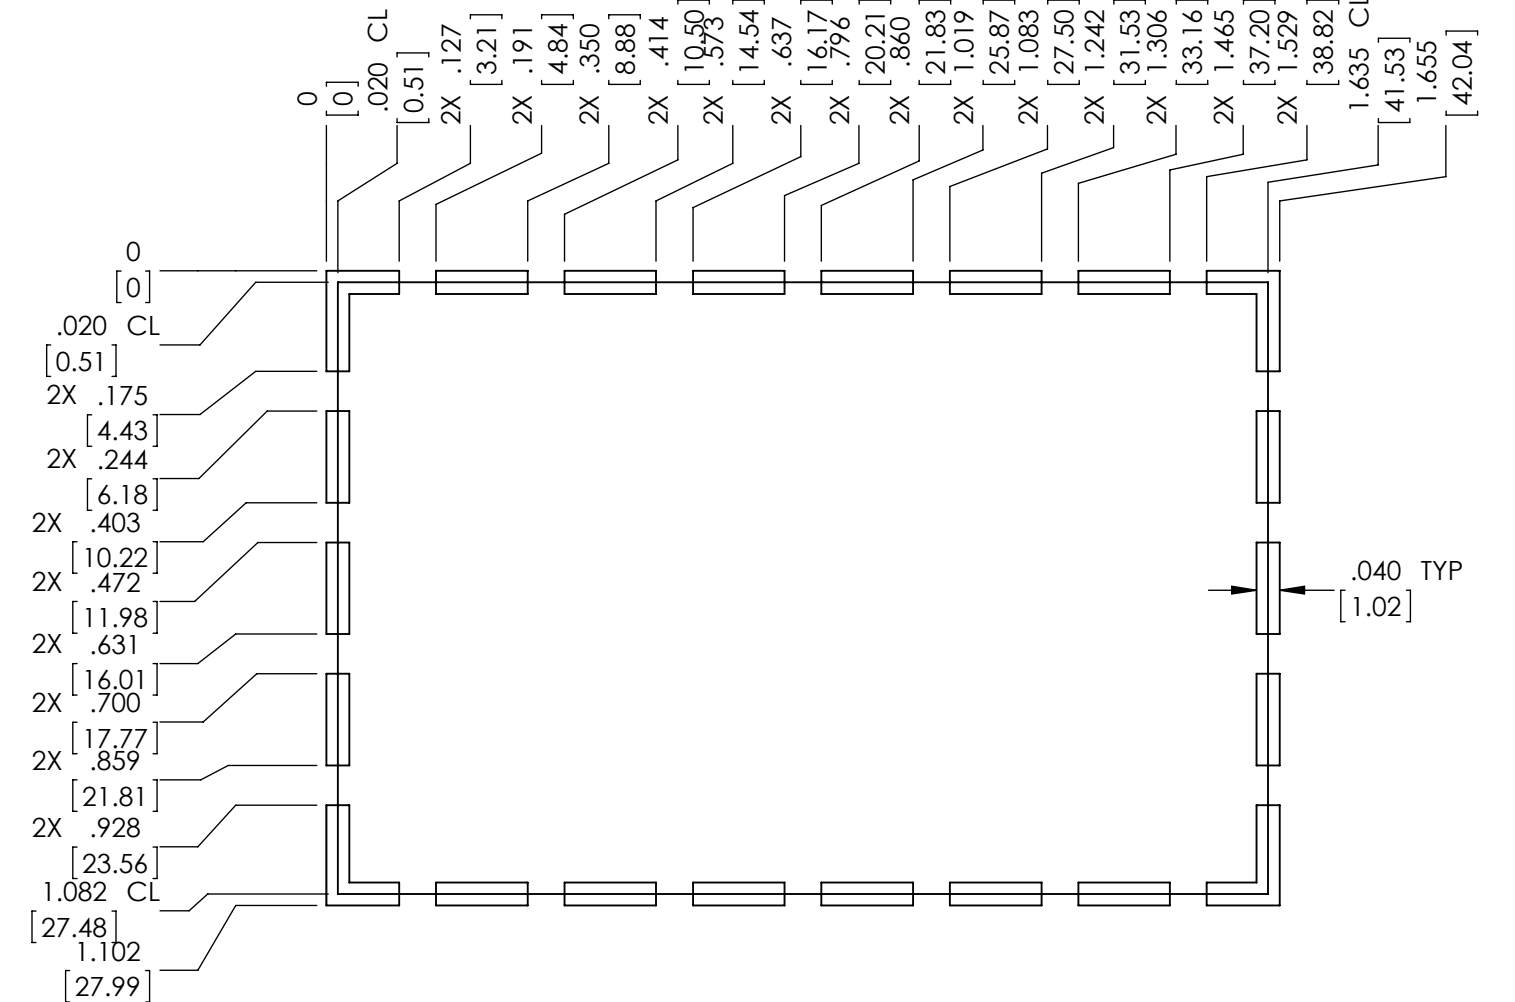 0
[0]
.020 CL
[0.51]
2X .127
[3.21]
2X .191
[4.84]
2X .350
[8.88]
2X .414
[10.50]
2X .573
[14.54]
2X .637
[16.17]
2X .796
[20.21]
2X .860
[21.83]
2X 1.019
[25.87]
2X 1.083
[27.50]
2X 1.242
[31.53]
2X 1.306
[33.16]
2X 1.465
[37.20]
2X 1.529
[38.82]
1.635 CL
[41.53]
1.655
[42.04]
0
[0]
.020 CL
[0.51]
2X .175
[4.43]
2X .244
[6.18]
2X .403
[10.22]
2X .472
[11.98]
2X .631
[16.01]
2X .700
[17.77]
2X .859
[21.81]
2X .928
[23.56]
1.082 CL
[27.48]
1.102
[27.99]
.040 TYP
[1.02]